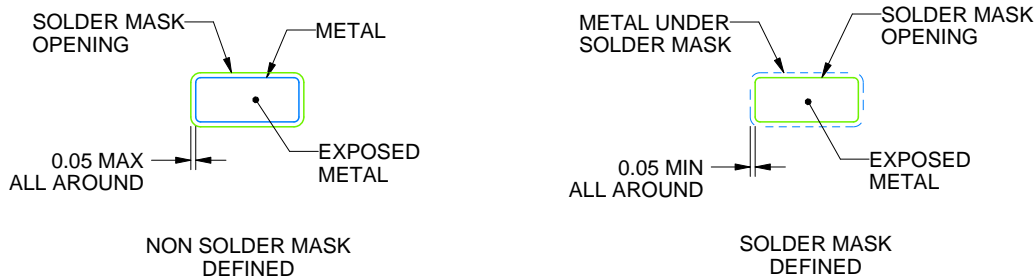 SOLDER MASK
OPENING
METAL
0.05 MAX
ALL AROUND
EXPOSED
METAL
NON SOLDER MASK
DEFINED
METAL UNDER
SOLDER MASK
SOLDER MASK
OPENING
0.05 MIN
ALL AROUND
EXPOSED
METAL
SOLDER MASK
DEFINED